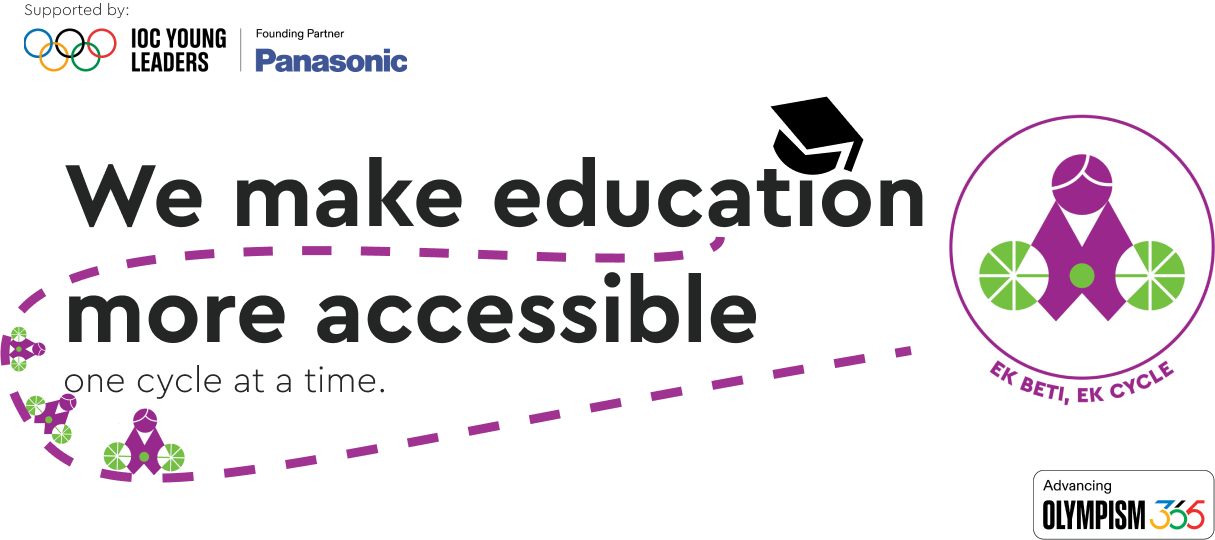 Supported by:
IOC YOUNG
LEADERS
Founding Partner
Panasonic
We make education
more accessible
one cycle at a time.
EK BETI, EK CYCLE
Advancing
OLYMPISM 365